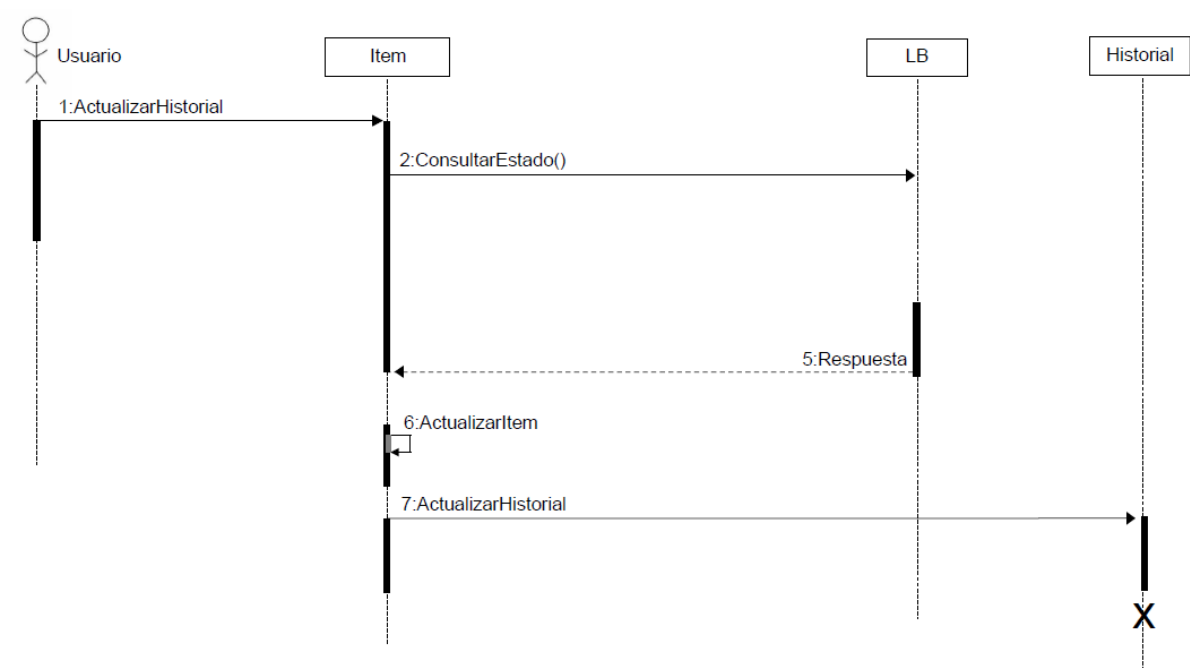 Usuario
Item
LB
Historial
1:ActualizarHistorial
2:ConsultarEstado()
5:Respuesta
6:ActualizarItem
7:ActualizarHistorial
X